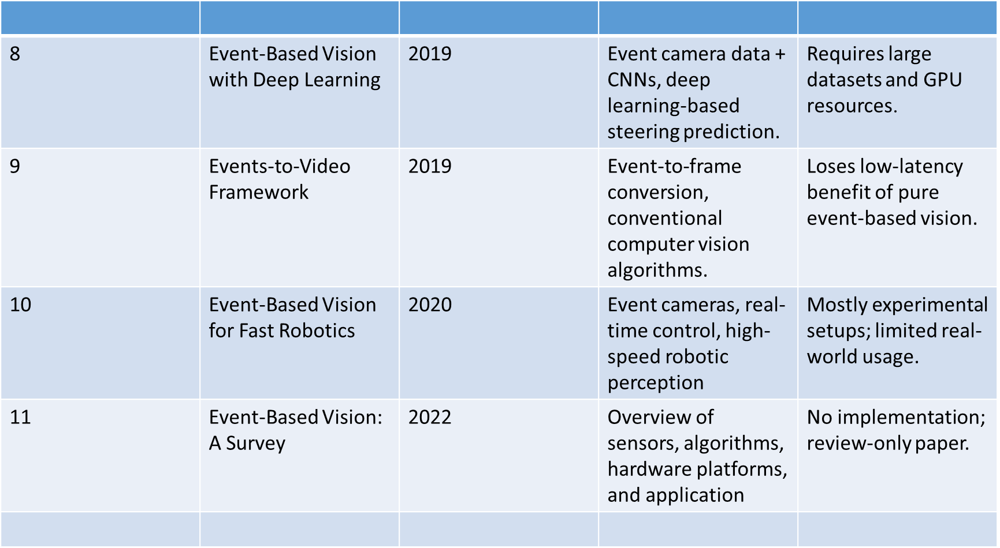 8
Event-Based Vision
with Deep Learning
2019
Event camera data +
CNNs, deep
learning-based
steering prediction.
Requires large
datasets and GPU
resources.
9
Events-to-Video
Framework
2019
Event-to-frame
conversion,
conventional
computer vision
algorithms.
Loses low-latency
benefit of pure
event-based vision.
10
Event-Based Vision
for Fast Robotics
2020
Event cameras, real-
time control, high-
speed robotic
perception
Mostly experimental
setups; limited real-
world usage.
11
Event-Based Vision:
A Survey
2022
Overview of
sensors, algorithms,
hardware platforms,
and application
No implementation;
review-only paper.